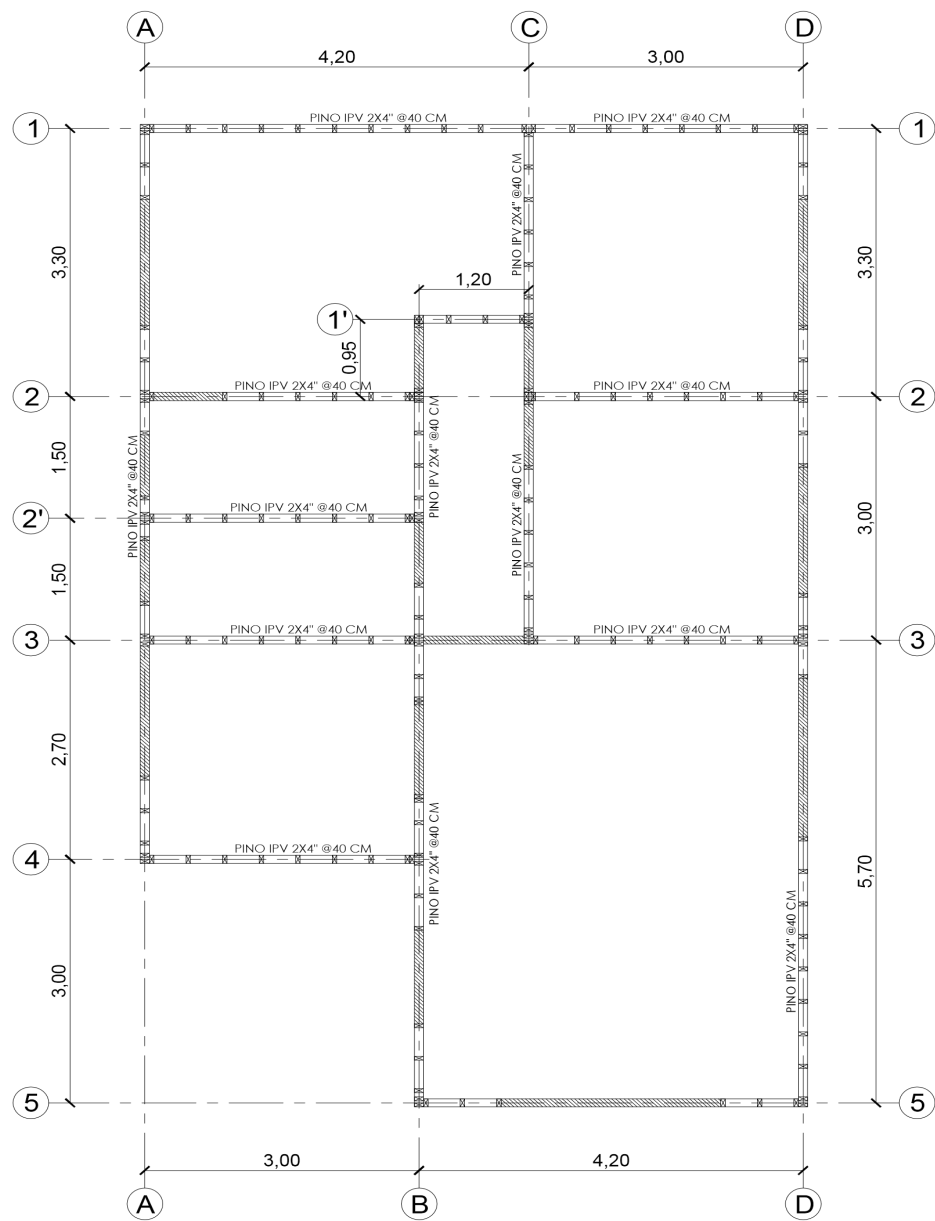 A
C
D
4,20
3,00
1
PINO IPV 2X4" @40 CM
PINO IPV 2X4" @40 CM
1
PINO IPV 2X4" @40 CM
3,30
3,30
1,20
1'
0,95
2
PINO IPV 2X4" @40 CM
PINO IPV 2X4" @40 CM
2
1,50
PINO IPV 2X4" @40 CM
PINO IPV 2X4" @40 CM
PINO IPV 2X4" @40 CM
2'
PINO IPV 2X4" @40 CM
3,00
1,50
3
PINO IPV 2X4" @40 CM
PINO IPV 2X4" @40 CM
3
2,70
4
PINO IPV 2X4" @40 CM
PINO IPV 2X4" @40 CM
5,70
PINO IPV 2X4" @40 CM
3,00
5
5
3,00
4,20
A
B
D